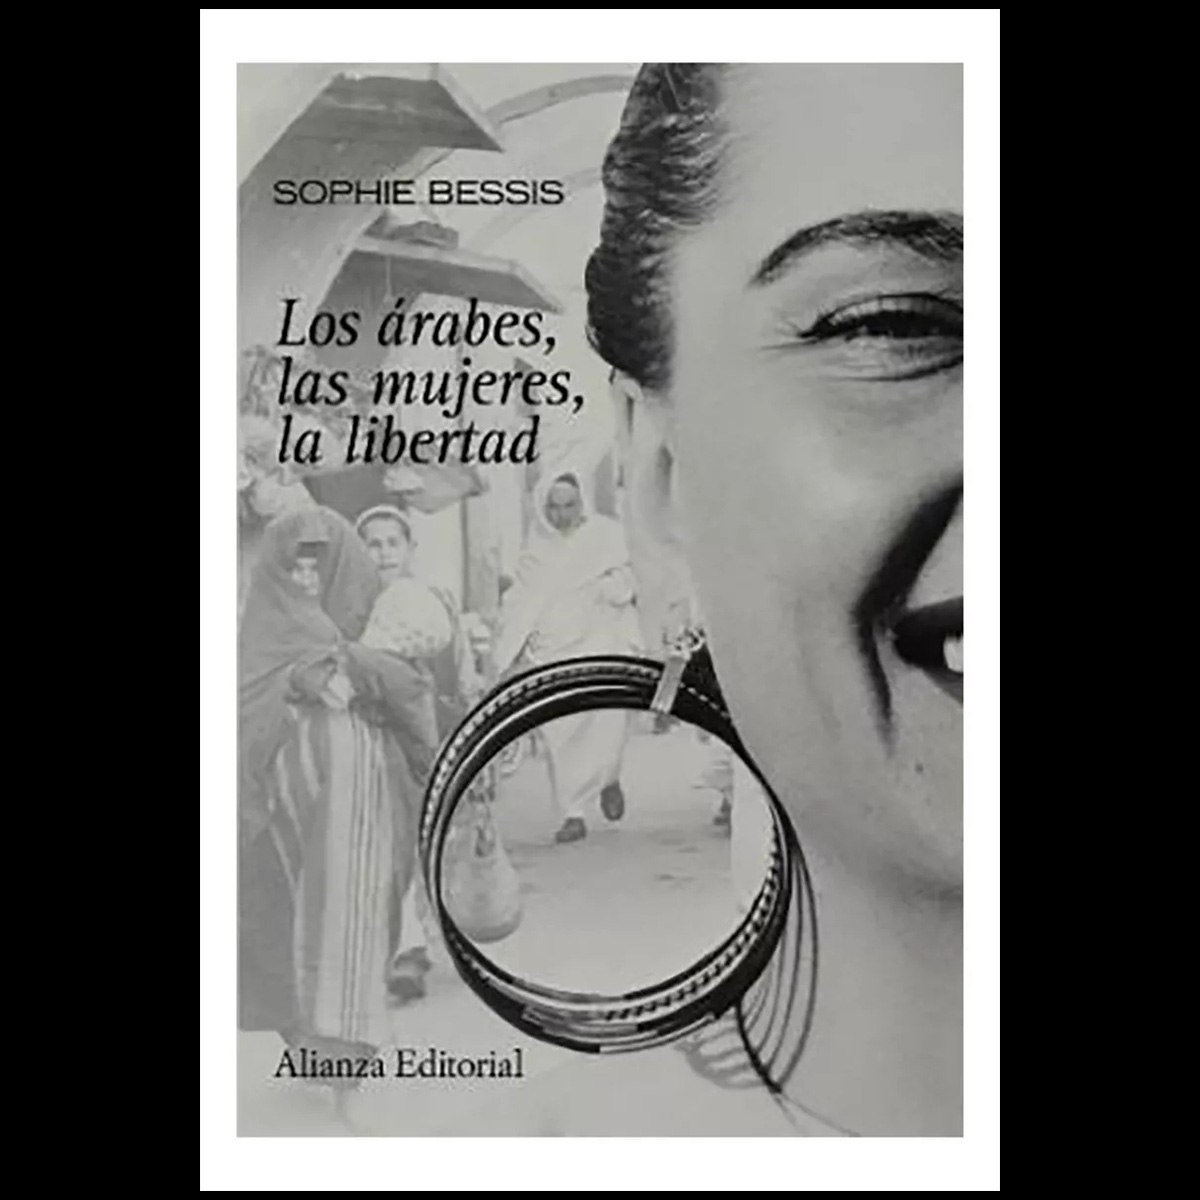 SOPHIE BESSIS
Los árabes,
las mujeres,
la libertad
Alianza Editorial